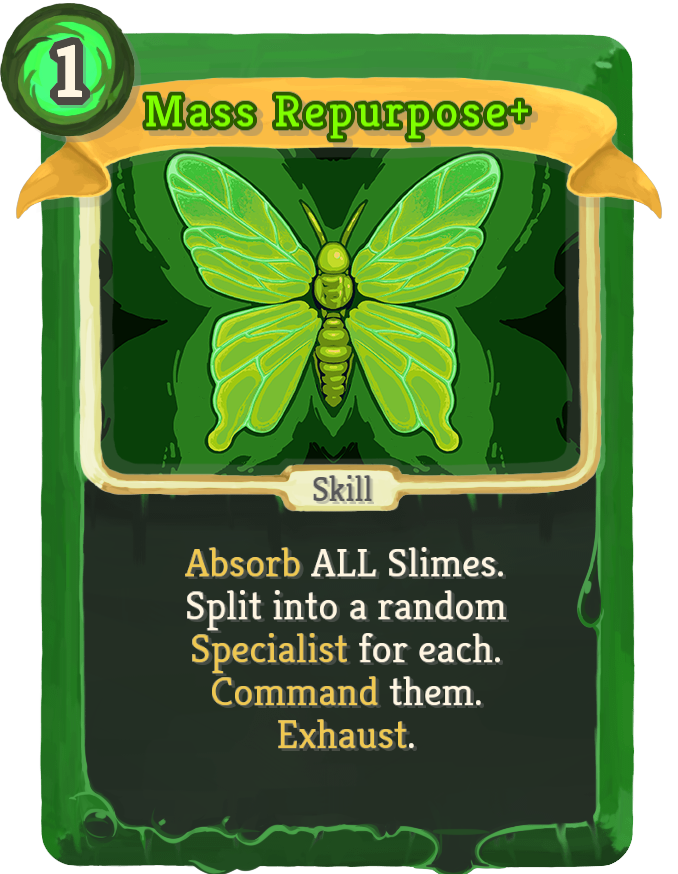 1
Mass Repurpose+
Skill
Absorb ALL Slimes.
Split into a random
Specialist for each.
Command them.
Exhaust.